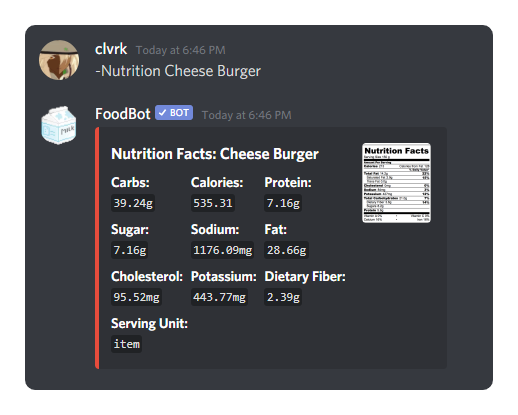 clvrk Today at 6:46 PM
-Nutrition Cheese Burger
FoodBot BOT Today at 6:46 PM
Nutrition Facts: Cheese Burger
Nutrition Facts
Carbs: Calories: Protein:
39.24g 535.31 7.16g
Sugar: Sodium: Fat:
7.16g 1176.09mg 28.66g
Cholesterol: Potassium: Dietary Fiber:
95.52mg 443.77mg 2.39g
Serving Unit:
item
MILK